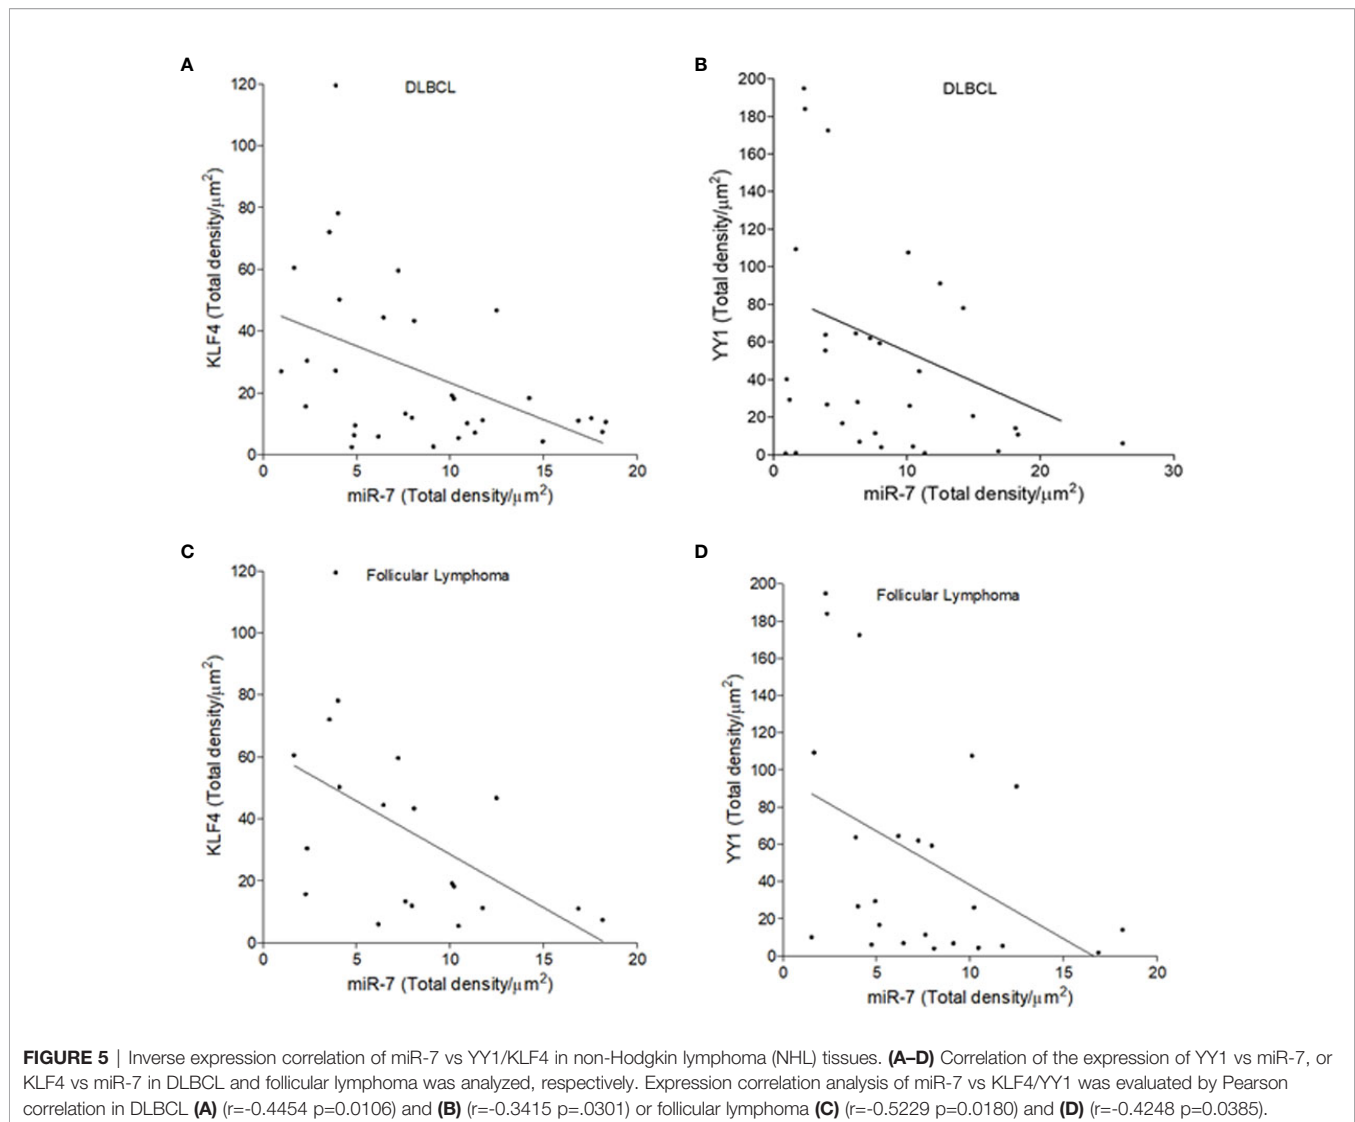 A
DLBCL
120
100
80
60
40
20
0
KLF4 (Total density/μm²)
0 5 10 15 20
miR-7 (Total density/μm²)
B
DLBCL
200
180
160
140
120
100
80
60
40
20
0
YY1 (Total density/μm²)
0 10 20 30
miR-7 (Total density/μm²)
C
Follicular Lymphoma
120
100
80
60
40
20
0
KLF4 (Total density/μm²)
0 5 10 15 20
miR-7 (Total density/μm²)
D
Follicular Lymphoma
200
180
160
140
120
100
80
60
40
20
0
YY1 (Total density/μm²)
0 5 10 15 20
miR-7 (Total density/μm²)
FIGURE 5 | Inverse expression correlation of miR-7 vs YY1/KLF4 in non-Hodgkin lymphoma (NHL) tissues. (A–D) Correlation of the expression of YY1 vs miR-7, or
KLF4 vs miR-7 in DLBCL and follicular lymphoma was analyzed, respectively. Expression correlation analysis of miR-7 vs KLF4/YY1 was evaluated by Pearson
correlation in DLBCL (A) (r=-0.4454 p=0.0106) and (B) (r=-0.3415 p=.0301) or follicular lymphoma (C) (r=-0.5229 p=0.0180) and (D) (r=-0.4248 p=0.0385).